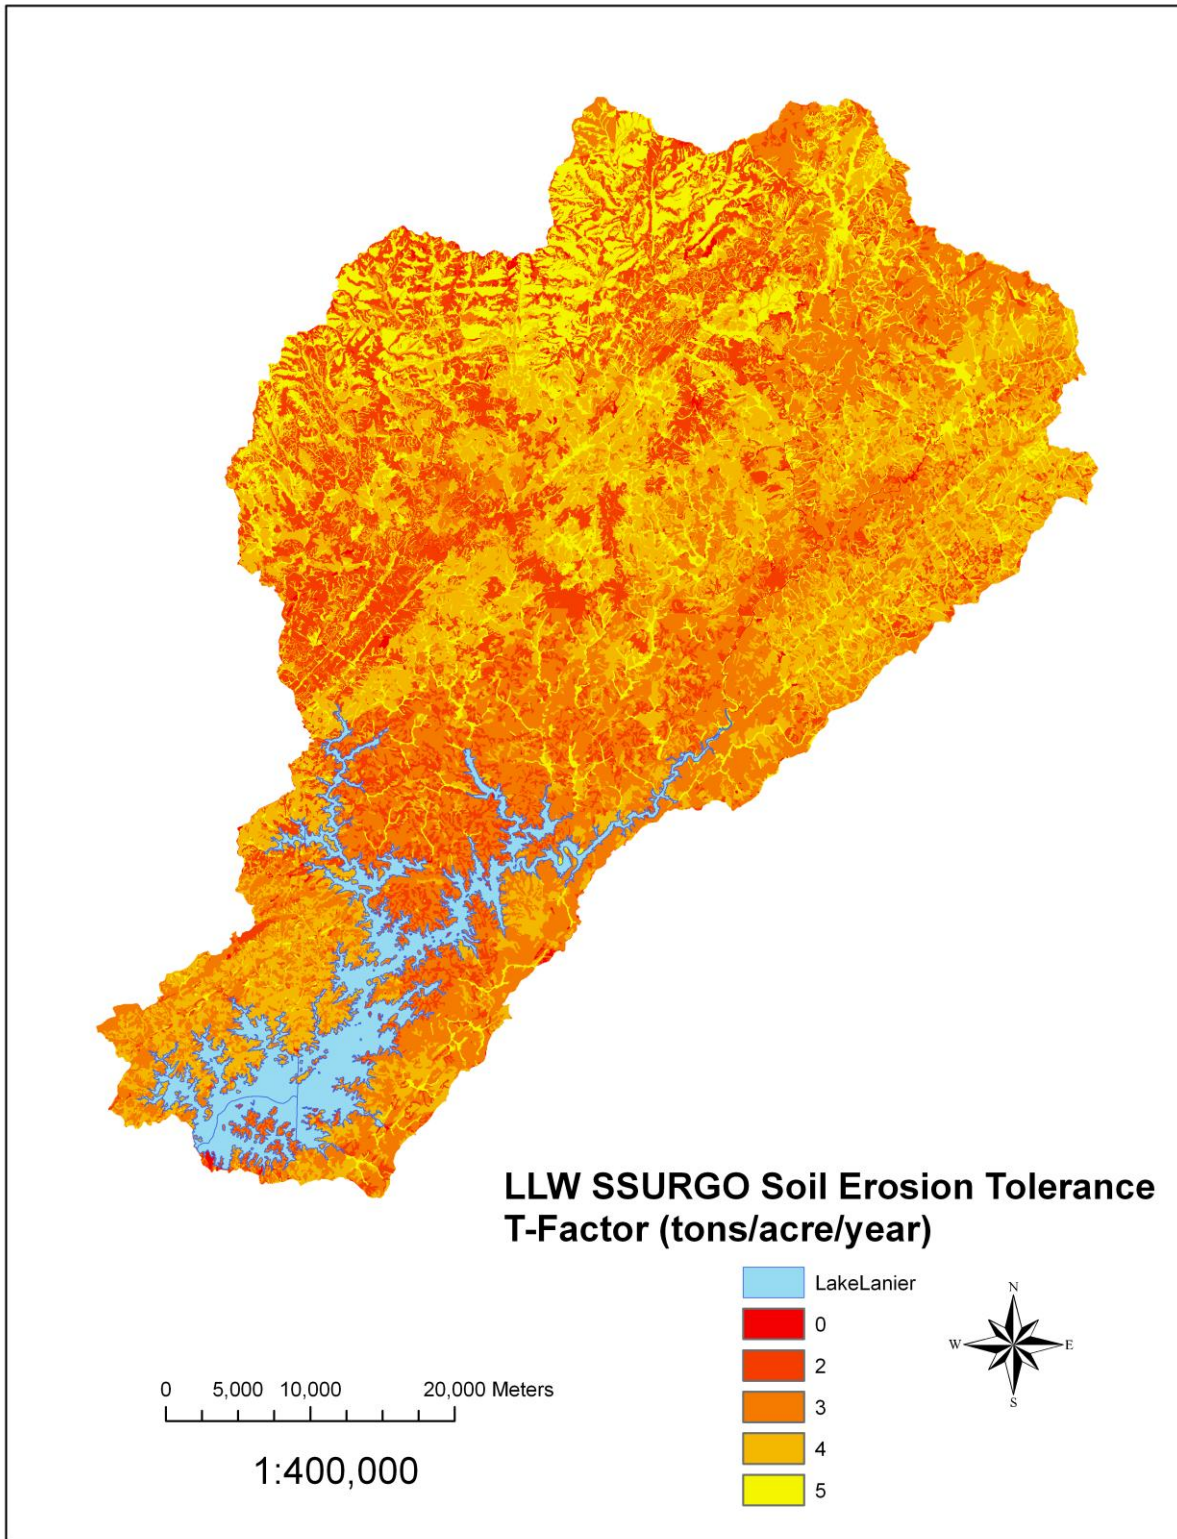 LLW SSURGO Soil Erosion Tolerance
T-Factor (tons/acre/year)
LakeLanier
0
2
3
4
5
N
W E
S
0 5,000 10,000 20,000 Meters
1:400,000